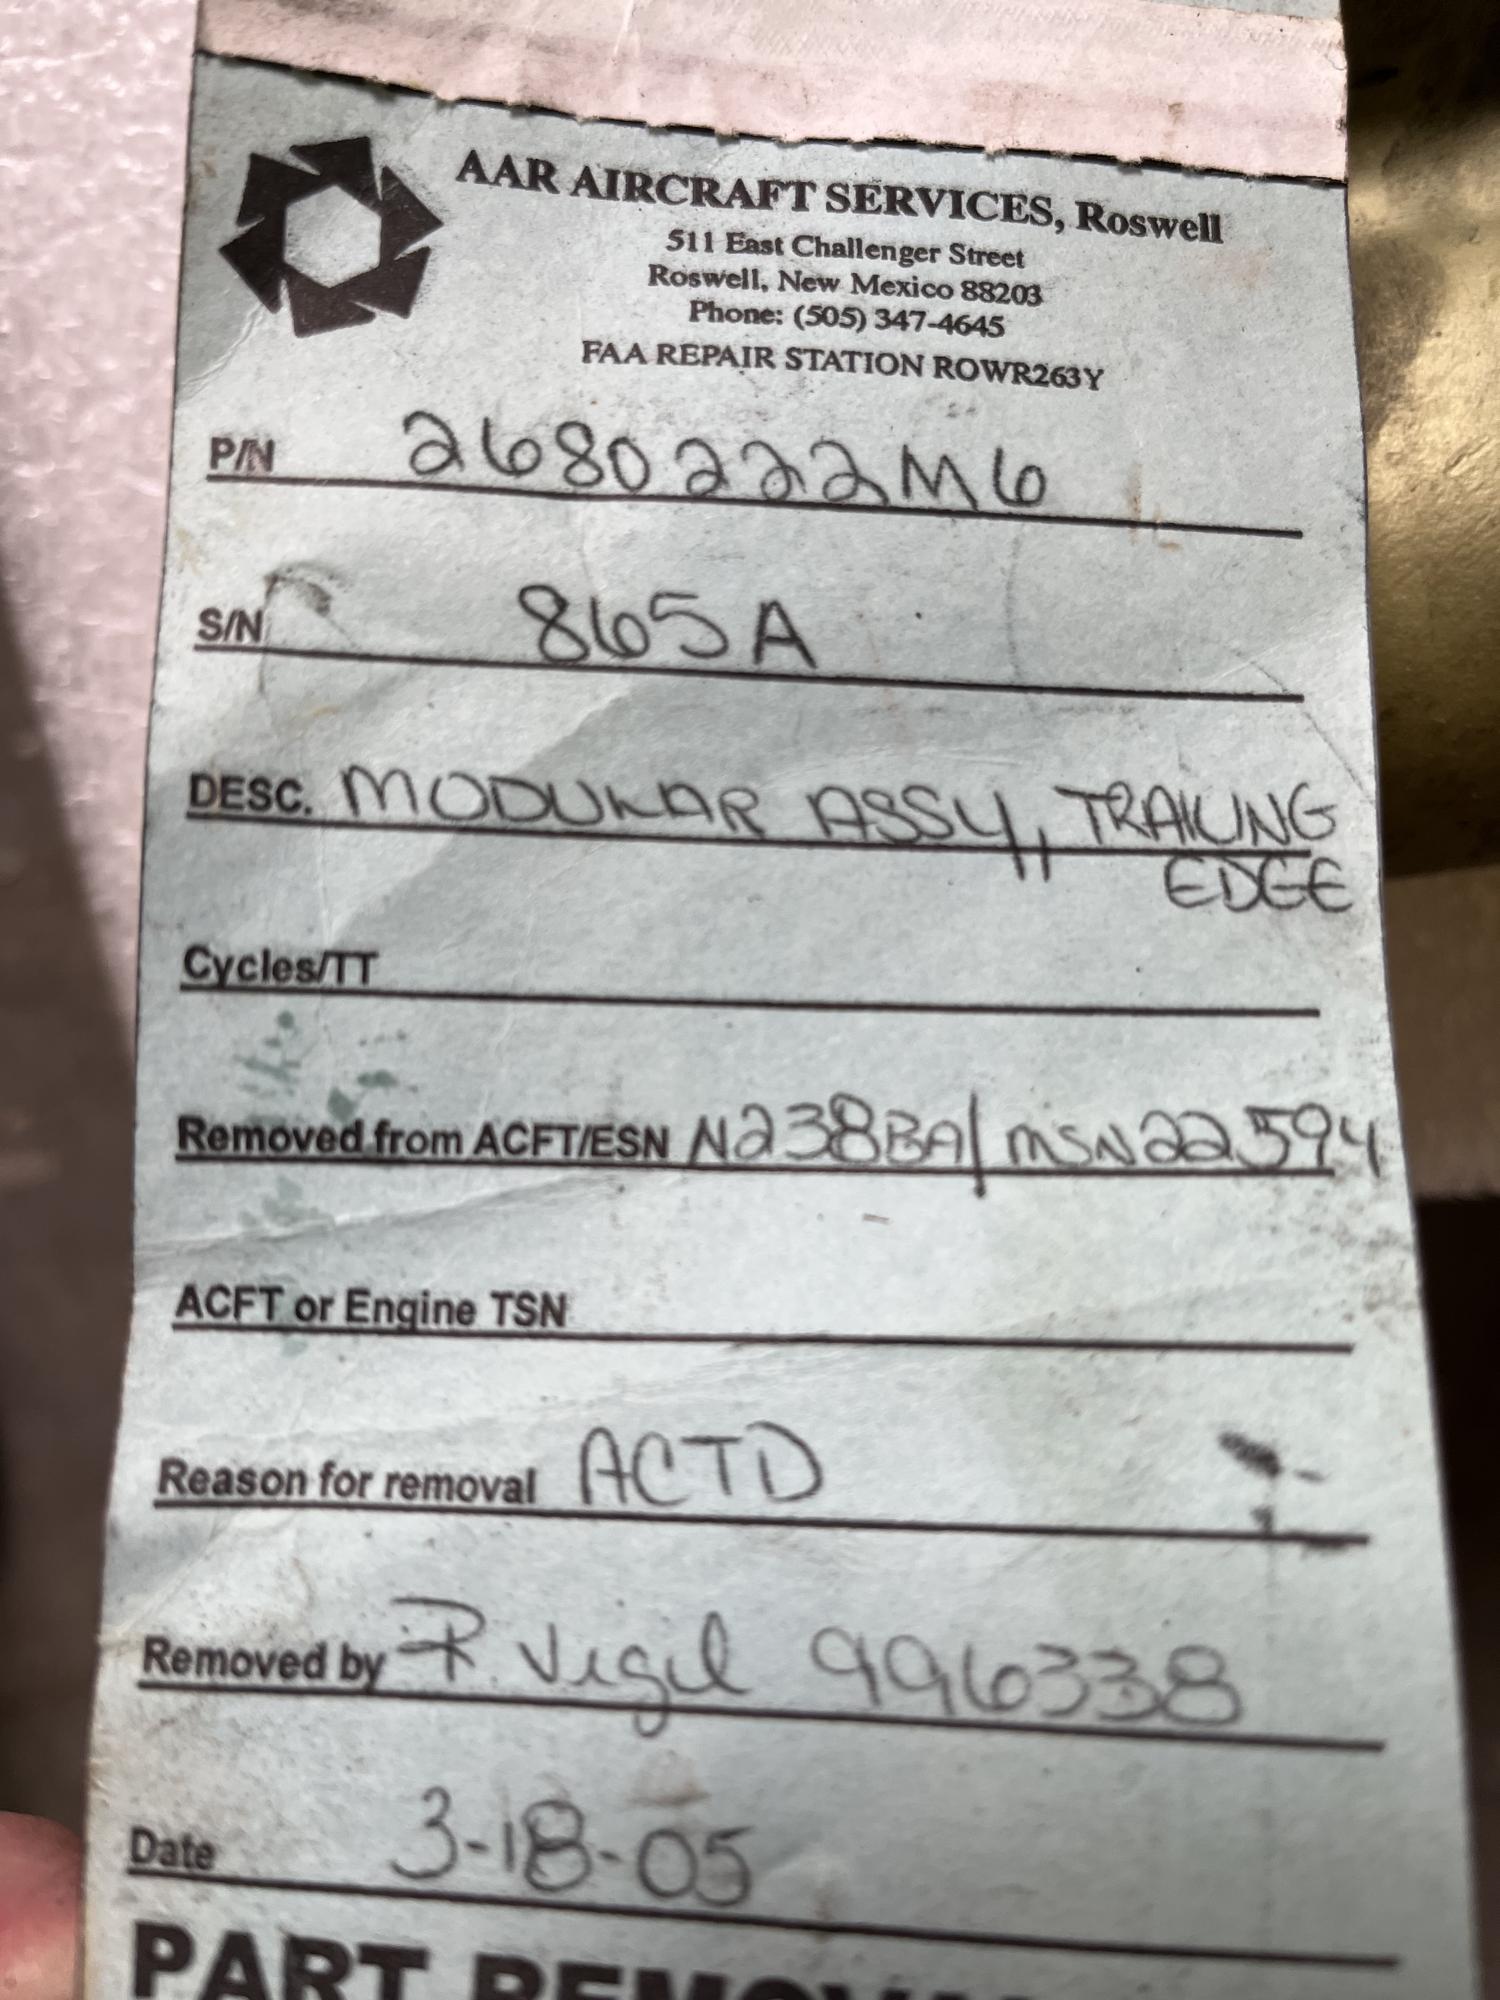 AAR AIRCRAFT SERVICES, Roswell
511 East Challenger Street
Roswell, New Mexico 88203
Phone: (505) 347-4645
FAA REPAIR STATION ROWR263Y
P/N 2680222M6
S/N 865A
DESC. MODULAR ASSY, TRAILING
EDGE
Cycles/TT
Removed from ACFT/ESN N238BA/MSN22594
ACFT or Engine TSN
Reason for removal ACTD
Removed by R. Vigil 996338
Date 3-18-05
PART REMOVAL